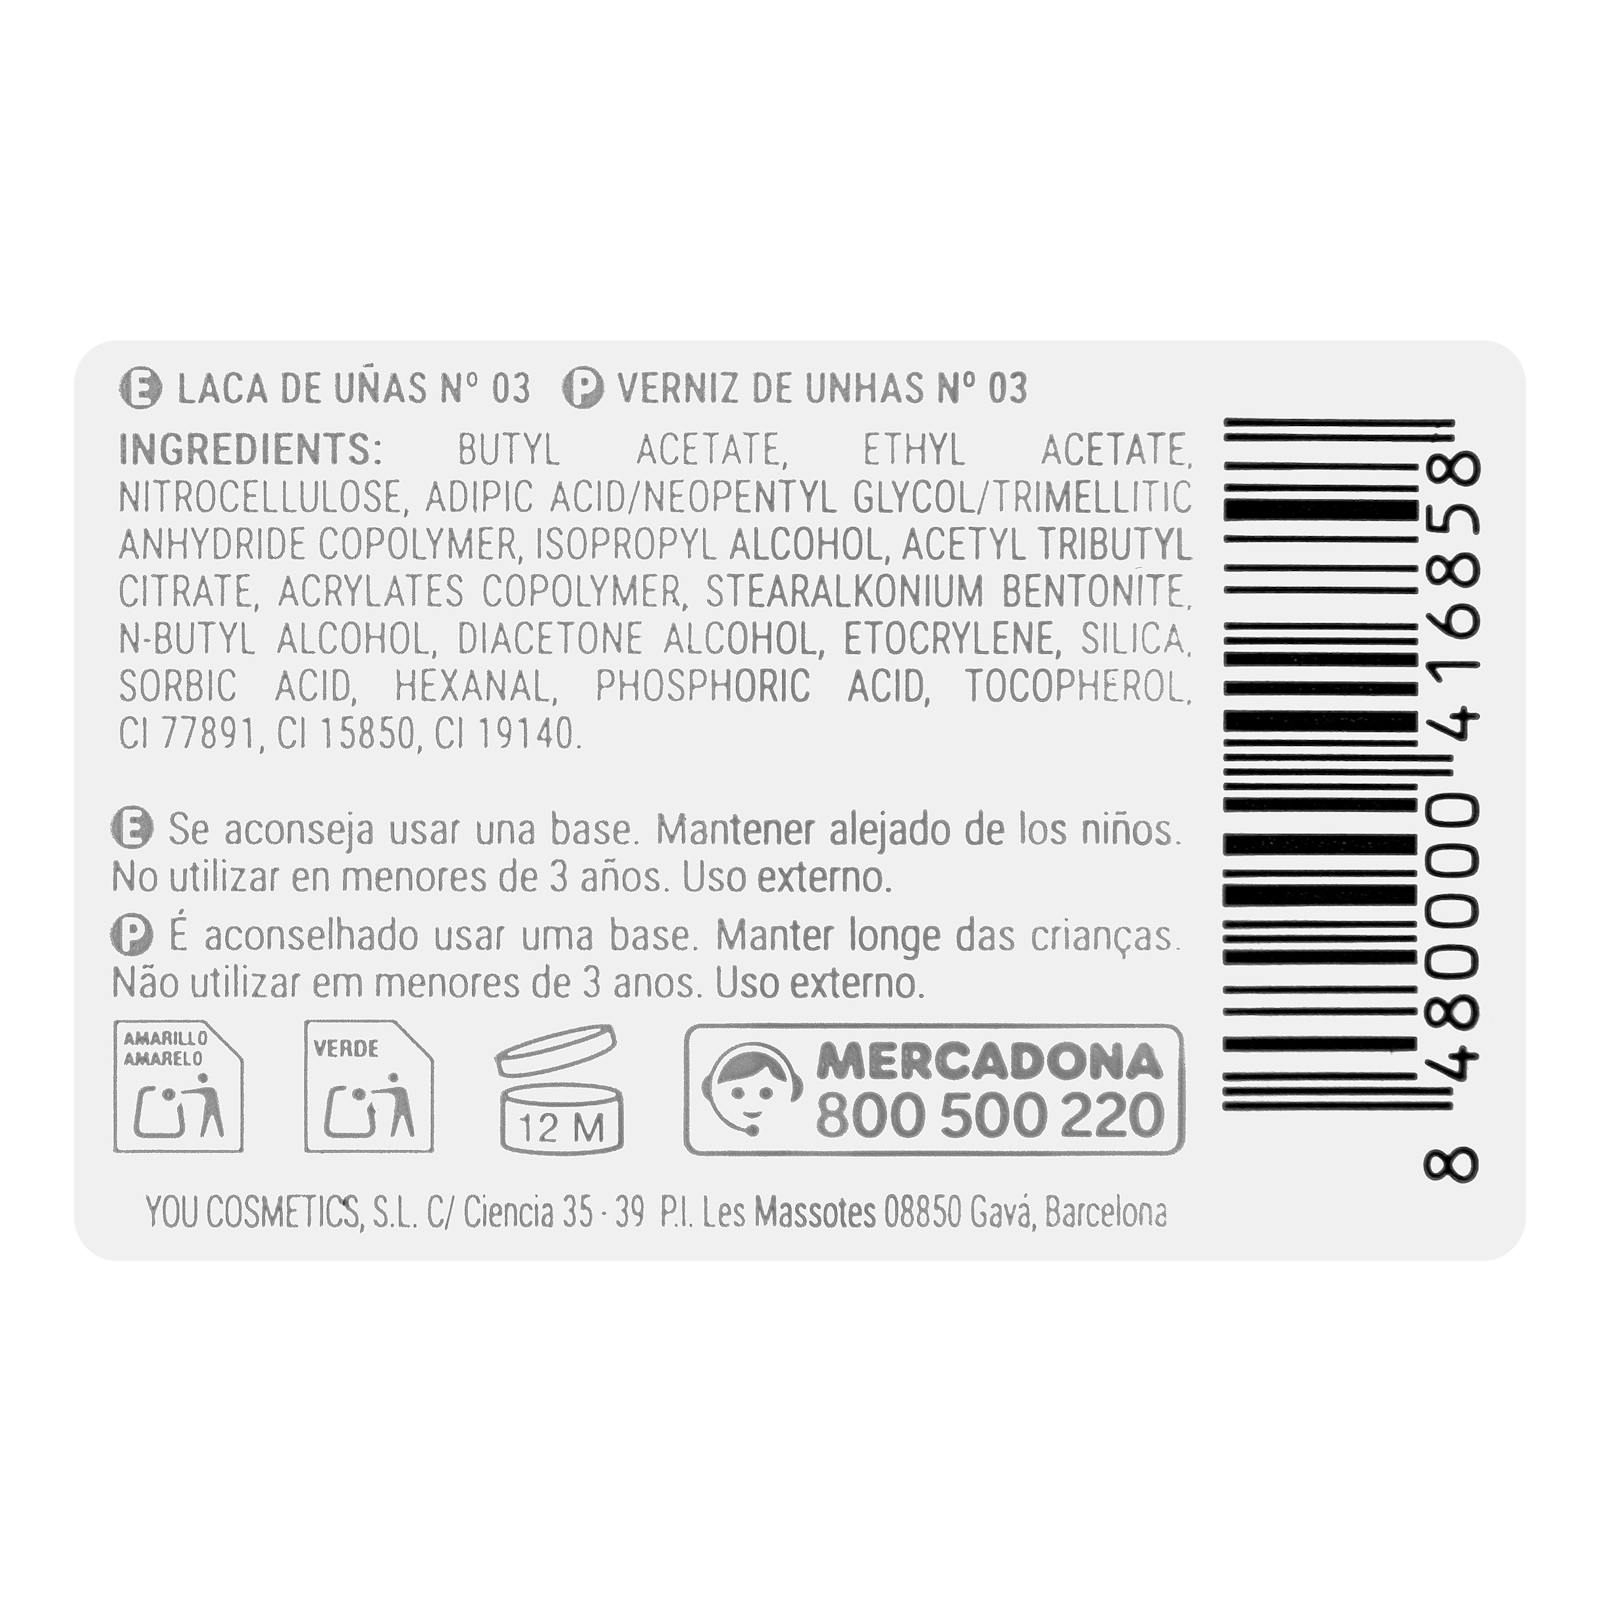 E LACA DE UÑAS Nº 03 P VERNIZ DE UNHAS Nº 03
INGREDIENTS: BUTYL ACETATE, ETHYL ACETATE,
NITROCELLULOSE, ADIPIC ACID/NEOPENTYL GLYCOL/TRIMELLITIC
ANHYDRIDE COPOLYMER, ISOPROPYL ALCOHOL, ACETYL TRIBUTYL
CITRATE, ACRYLATES COPOLYMER, STEARALKONIUM BENTONITE,
N-BUTYL ALCOHOL, DIACETONE ALCOHOL, ETOCRYLENE, SILICA,
SORBIC ACID, HEXANAL, PHOSPHORIC ACID, TOCOPHEROL,
CI 77891, CI 15850, CI 19140.
E Se aconseja usar una base. Mantener alejado de los niños.
No utilizar en menores de 3 años. Uso externo.
P É aconselhado usar uma base. Manter longe das crianças.
Não utilizar em menores de 3 anos. Uso externo.
AMARILLO
AMARELO
VERDE
12 M
MERCADONA
800 500 220
YOU COSMETICS, S.L. C/ Ciencia 35 - 39 P.I. Les Massotes 08850 Gavá, Barcelona
8 480000 416858